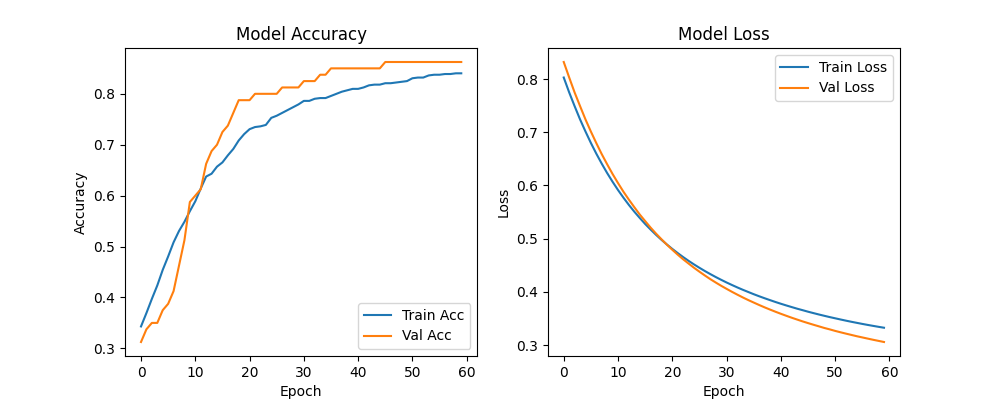 Model Accuracy
Accuracy
0.8
0.7
0.6
0.5
0.4
0.3
0 10 20 30 40 50 60
Epoch
Train Acc
Val Acc
Model Loss
Loss
0.8
0.7
0.6
0.5
0.4
0.3
0 10 20 30 40 50 60
Epoch
Train Loss
Val Loss